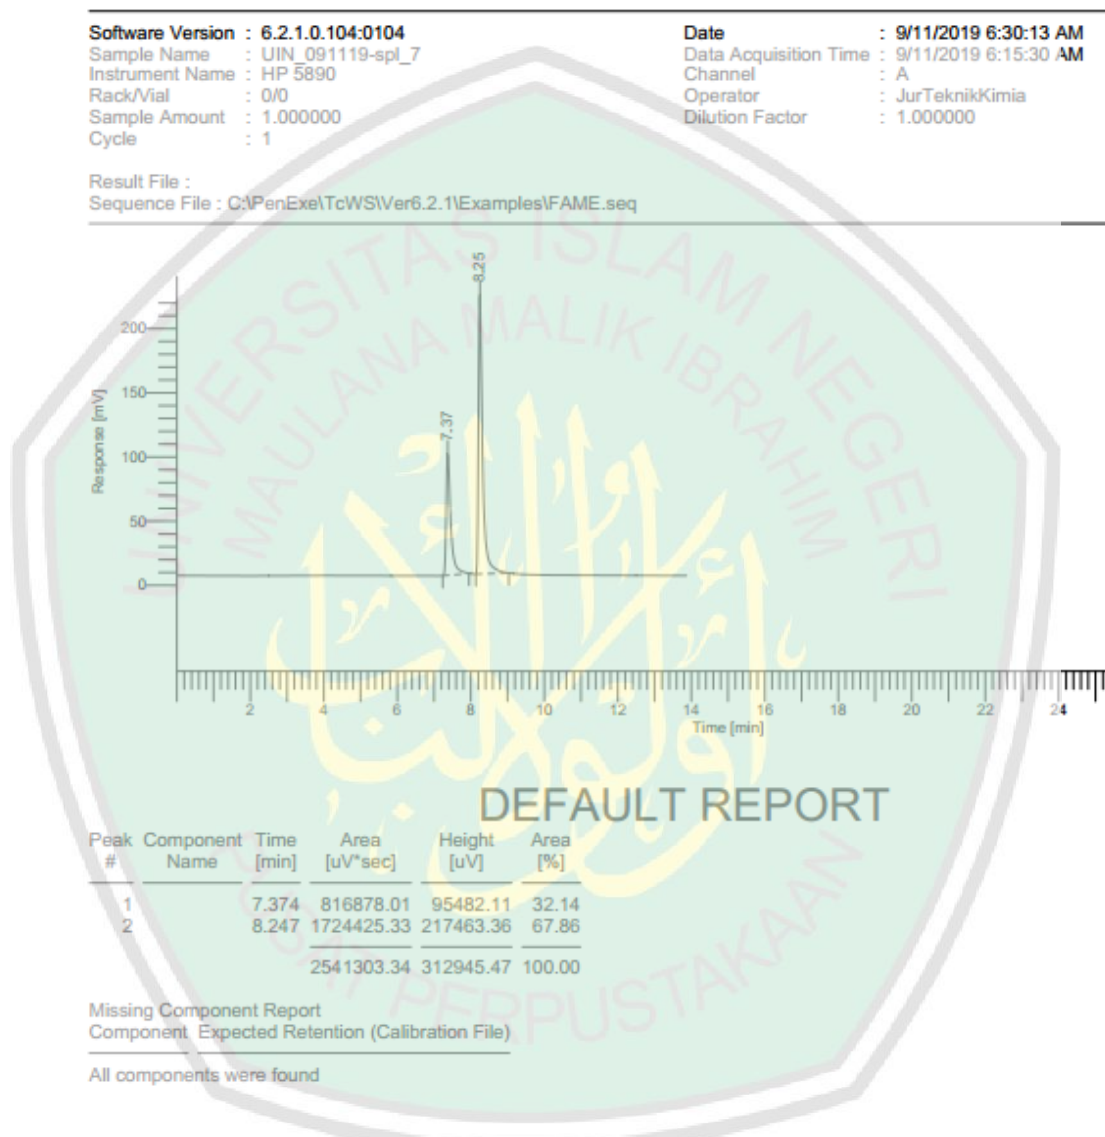 Software Version : 6.2.1.0.104:0104 Date : 9/11/2019 6:30:13 AM
Sample Name : UIN_091119-spl_7 Data Acquisition Time : 9/11/2019 6:15:30 AM
Instrument Name : HP 5890 Channel : A
Rack/Vial : 0/0 Operator : JurTeknikKimia
Sample Amount : 1.000000 Dilution Factor : 1.000000
Cycle : 1
Result File :
Sequence File : C:\PenExe\TcWS\Ver6.2.1\Examples\FAME.seq
UNIVERSITAS ISLAM NEGERI
MAULANA MALIK IBRAHIM
8.25
7.37
Response [mV]
200
150
100
50
0
2 4 6 8 10 12 14 16 18 20 22 24
Time [min]
DEFAULT REPORT
Peak Component Time Area Height Area
# Name [min] [uV*sec] [uV] [%]
1 7.374 816878.01 95482.11 32.14
2 8.247 1724425.33 217463.36 67.86
2541303.34 312945.47 100.00
PUSAT PERPUSTAKAAN
Missing Component Report
Component Expected Retention (Calibration File)
All components were found